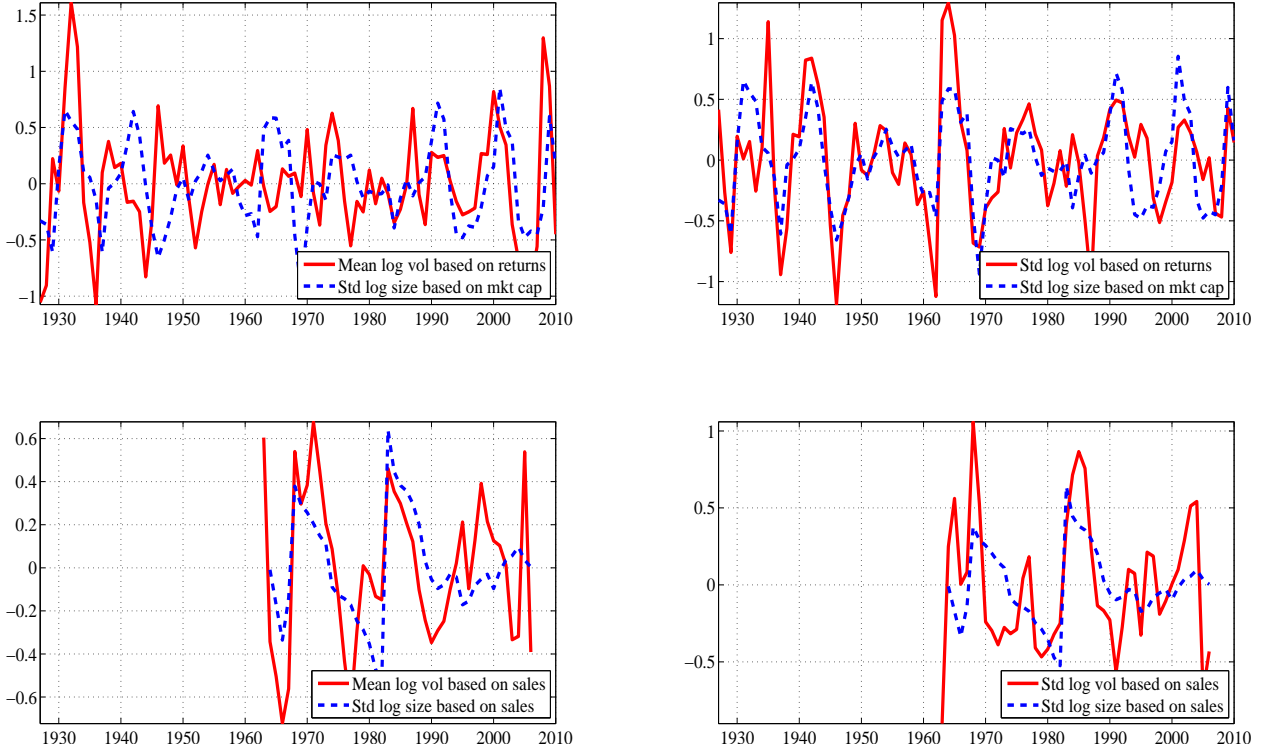 1.5
1
0.5
0
−0.5
−1
1930 1940 1950 1960 1970 1980 1990 2000 2010
Mean log vol based on returns
Std log size based on mkt cap
1
0.5
0
−0.5
−1
1930 1940 1950 1960 1970 1980 1990 2000 2010
Std log vol based on returns
Std log size based on mkt cap
0.6
0.4
0.2
0
−0.2
−0.4
−0.6
1930 1940 1950 1960 1970 1980 1990 2000 2010
Mean log vol based on sales
Std log size based on sales
1
0.5
0
−0.5
1930 1940 1950 1960 1970 1980 1990 2000 2010
Std log vol based on sales
Std log size based on sales